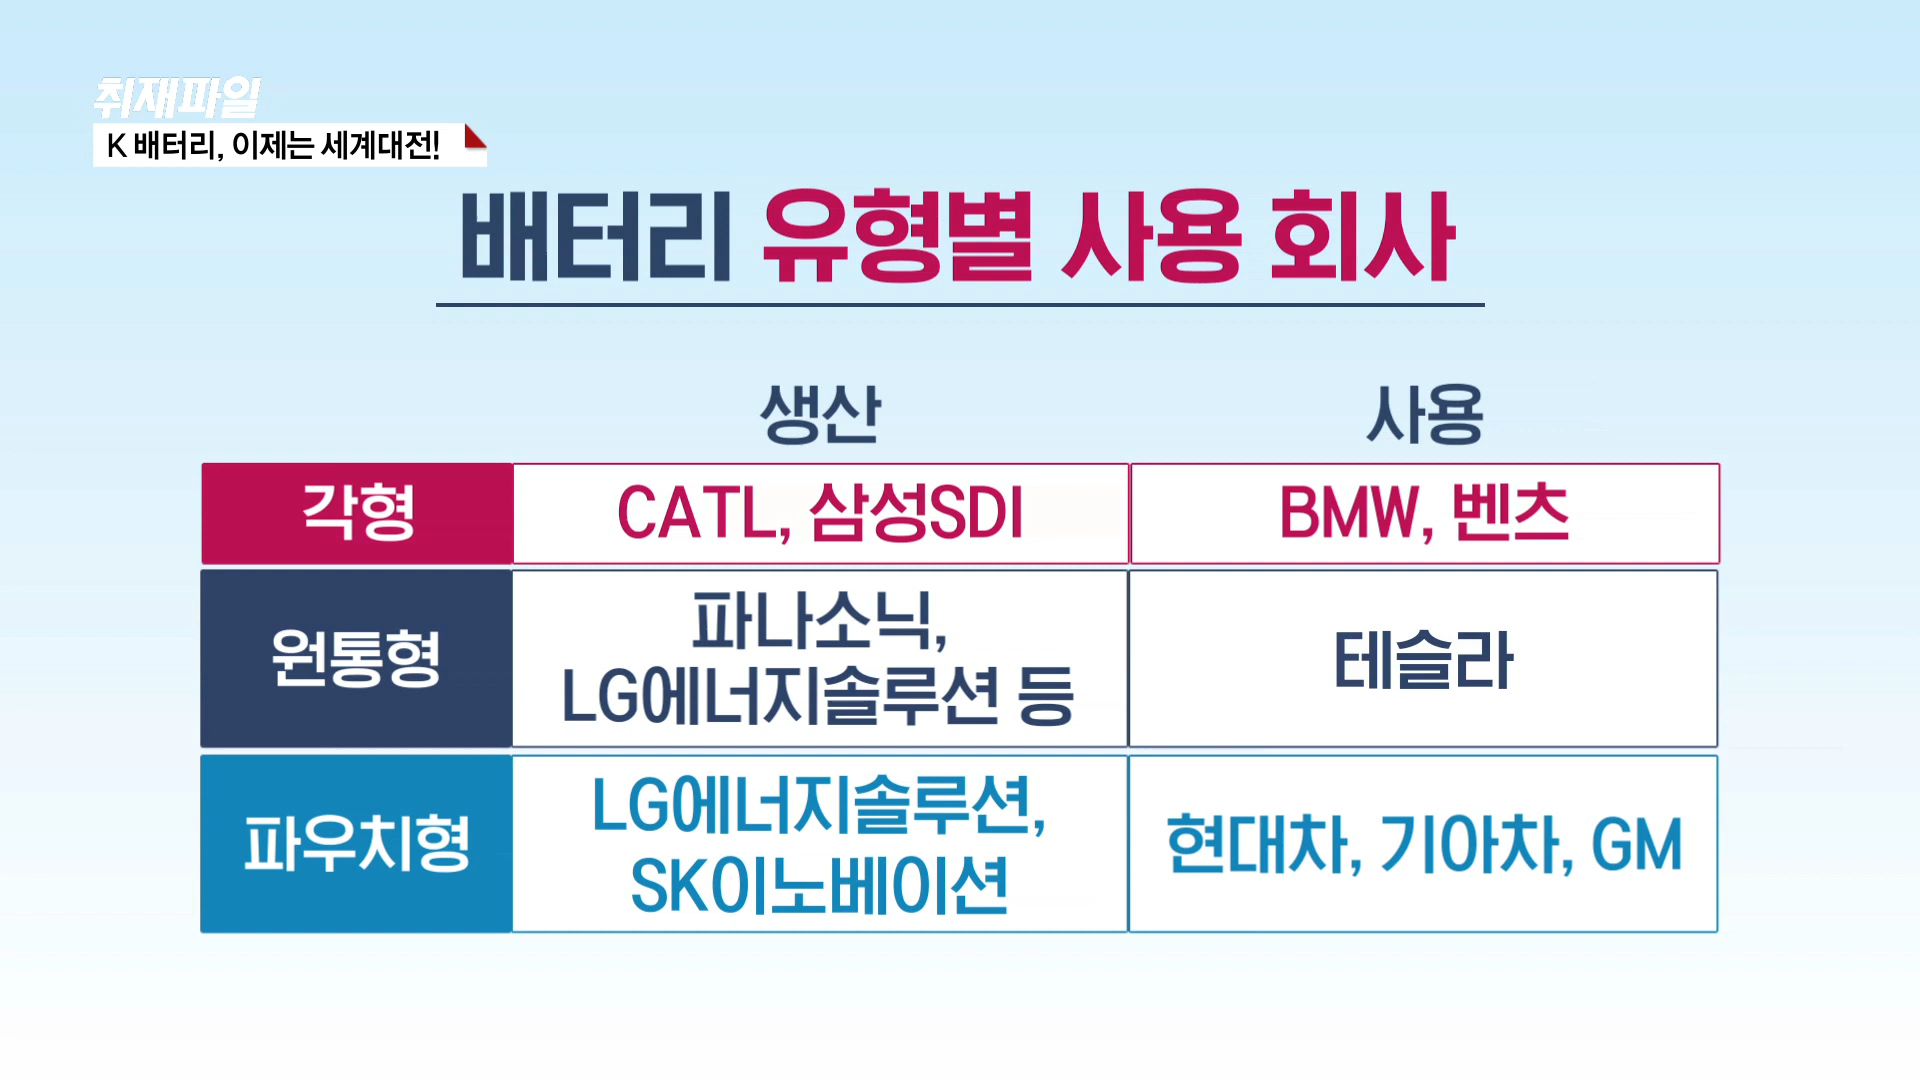 취재파일
K 배터리, 이제는 세계대전!
배터리 유형별 사용 회사
생산 사용
각형 CATL, 삼성SDI BMW, 벤츠
원통형 파나소닉,
LG에너지솔루션 등 테슬라
파우치형 LG에너지솔루션,
SK이노베이션 현대차, 기아차, GM